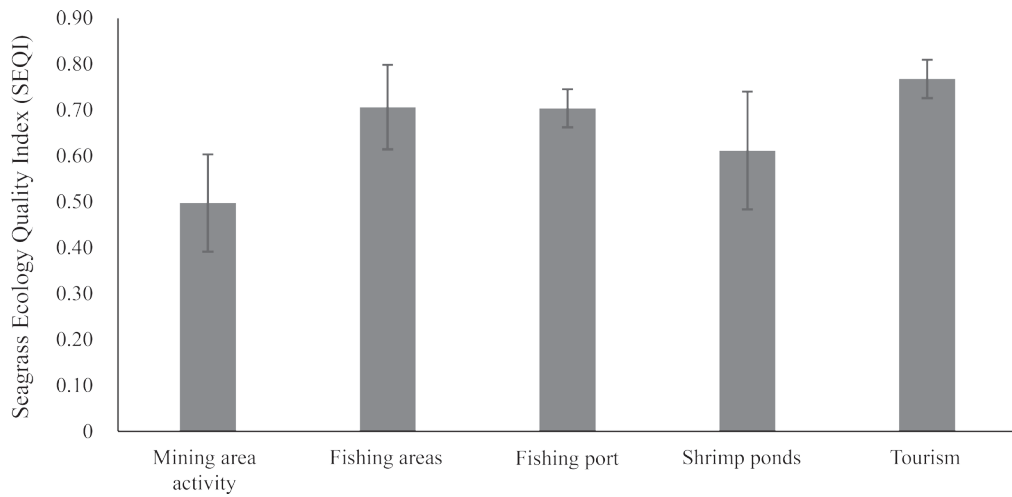 Seagrass Ecology Quality Index (SEQI)
0.90
0.80
0.70
0.60
0.50
0.40
0.30
0.20
0.10
0
Mining area
activity
Fishing areas
Fishing port
Shrimp ponds
Tourism